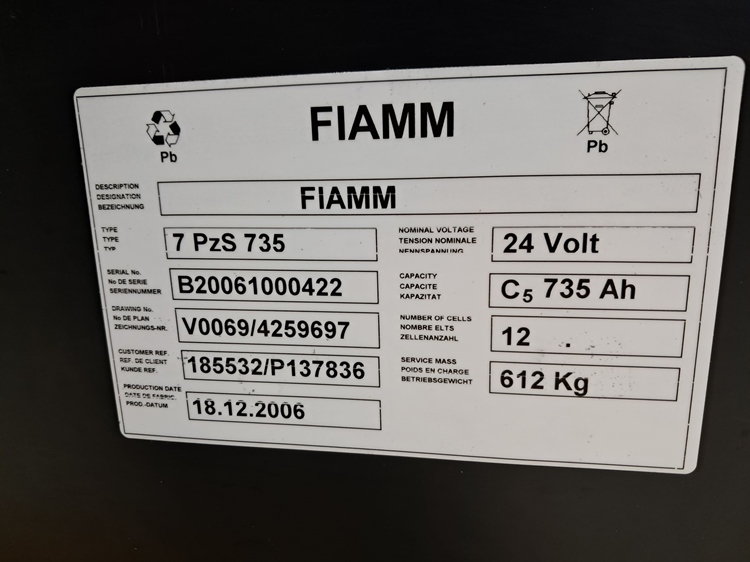 FIAMM
Pb
Pb
DESCRIPTION
DESIGNATION
BEZEICHNUNG
FIAMM
TYPE
TYPE
TYP
7 PzS 735
SERIAL No.
No DE SERIE
SERIENNUMMER
B20061000422
DRAWING No.
No DE PLAN
ZEICHNUNGS-NR.
V0069/4259697
CUSTOMER REF.
REF. DE CLIENT
KUNDE REF.
185532/P137836
PRODUCTION DATE
DATE DE FABRIC.
PROD.-DATUM
18.12.2006
NOMINAL VOLTAGE
TENSION NOMINALE
NENNSPANNUNG
24 Volt
CAPACITY
CAPACITE
KAPAZITAT
C5 735 Ah
NUMBER OF CELLS
NOMBRE ELTS
ZELLENANZAHL
12
SERVICE MASS
POIDS EN CHARGE
BETRIEBSGEWICHT
612 Kg